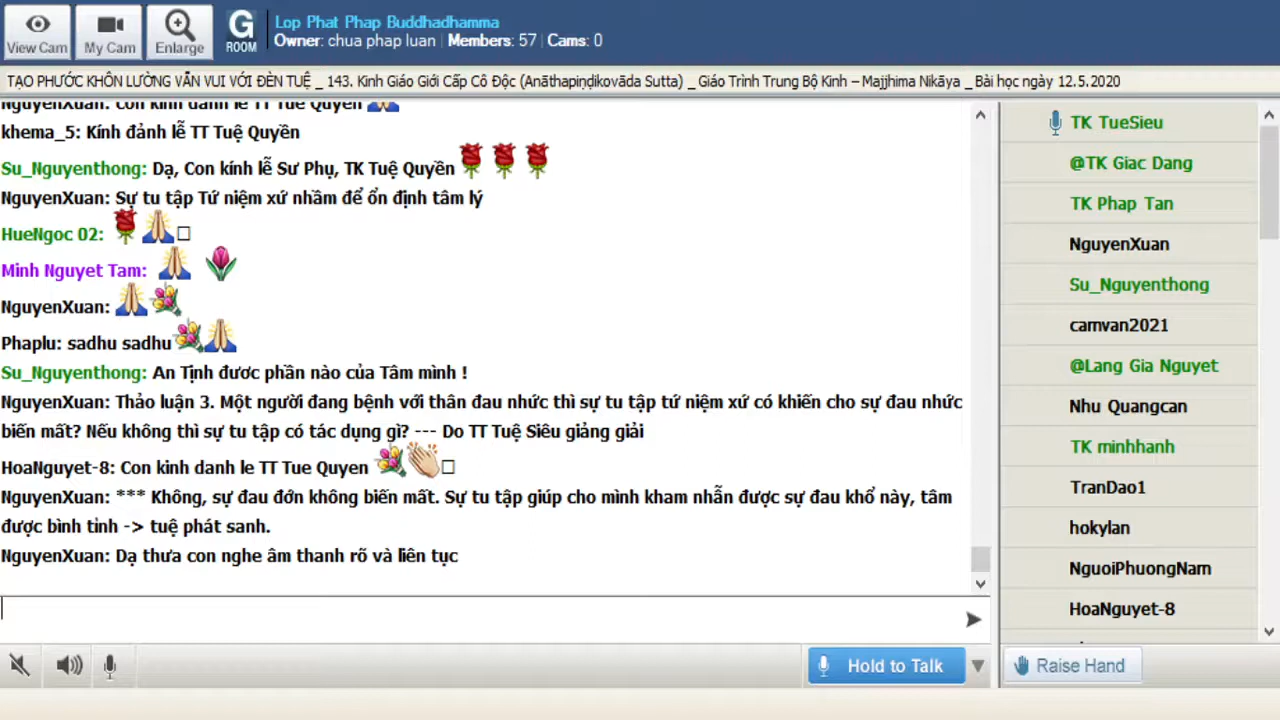 View Cam
My Cam
Enlarge
G
ROOM
Lop Phat Phap Buddhadhamma
Owner: chua phap luan | Members: 57 | Cams: 0
TẠO PHƯỚC KHÔN LƯỜNG VẪN VUI VỚI ĐÈN TUỆ _ 143. Kinh Giáo Giới Cấp Cô Độc (Anāthapiṇḍikovāda Sutta) _ Giáo Trình Trung Bộ Kinh – Majjhima Nikāya _ Bài học ngày 12.5.2020
NguyenXuan: Con kính đảnh lễ TT Tuệ Quyền
khema_5: Kính đảnh lễ TT Tuệ Quyền
Su_Nguyenthong: Dạ, Con kính lễ Sư Phụ, TK Tuệ Quyền
NguyenXuan: Sự tu tập Tứ niệm xứ nhằm để ổn định tâm lý
HueNgoc 02:
Minh Nguyet Tam:
NguyenXuan:
Phaplu: sadhu sadhu
Su_Nguyenthong: An Tịnh đươc phần nào của Tâm mình !
NguyenXuan: Thảo luận 3. Một người đang bệnh với thân đau nhức thì sự tu tập tứ niệm xứ có khiến cho sự đau nhức
biến mất? Nếu không thì sự tu tập có tác dụng gì? --- Do TT Tuệ Siêu giảng giải
HoaNguyet-8: Con kinh danh le TT Tue Quyen
NguyenXuan: *** Không, sự đau đớn không biến mất. Sự tu tập giúp cho mình kham nhẫn được sự đau khổ này, tâm
được bình tỉnh -> tuệ phát sanh.
NguyenXuan: Dạ thưa con nghe âm thanh rõ và liên tục
TK TueSieu
@TK Giac Dang
TK Phap Tan
NguyenXuan
Su_Nguyenthong
camvan2021
@Lang Gia Nguyet
Nhu Quangcan
TK minhhanh
TranDao1
hokylan
NguoiPhuongNam
HoaNguyet-8
Hold to Talk
Raise Hand